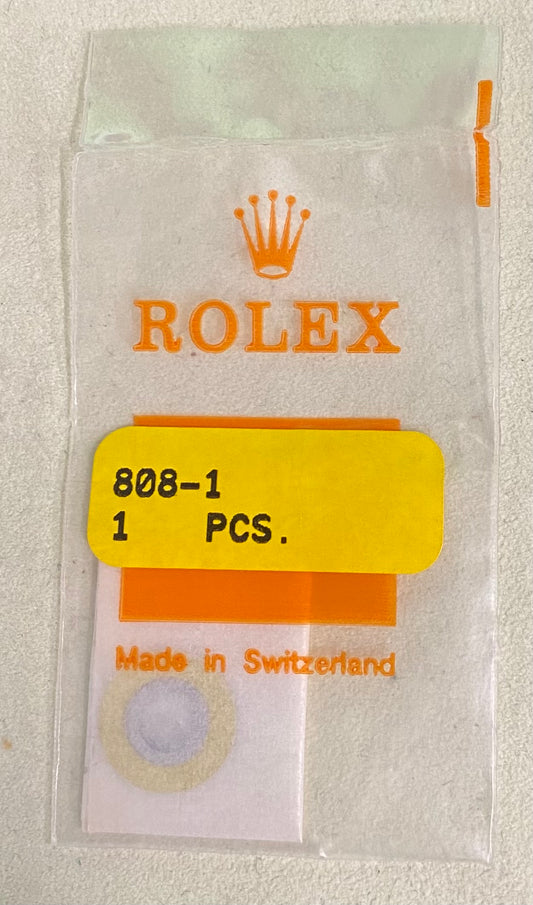 ROLEX
808-1
1 PCS.
Made in Switzerland